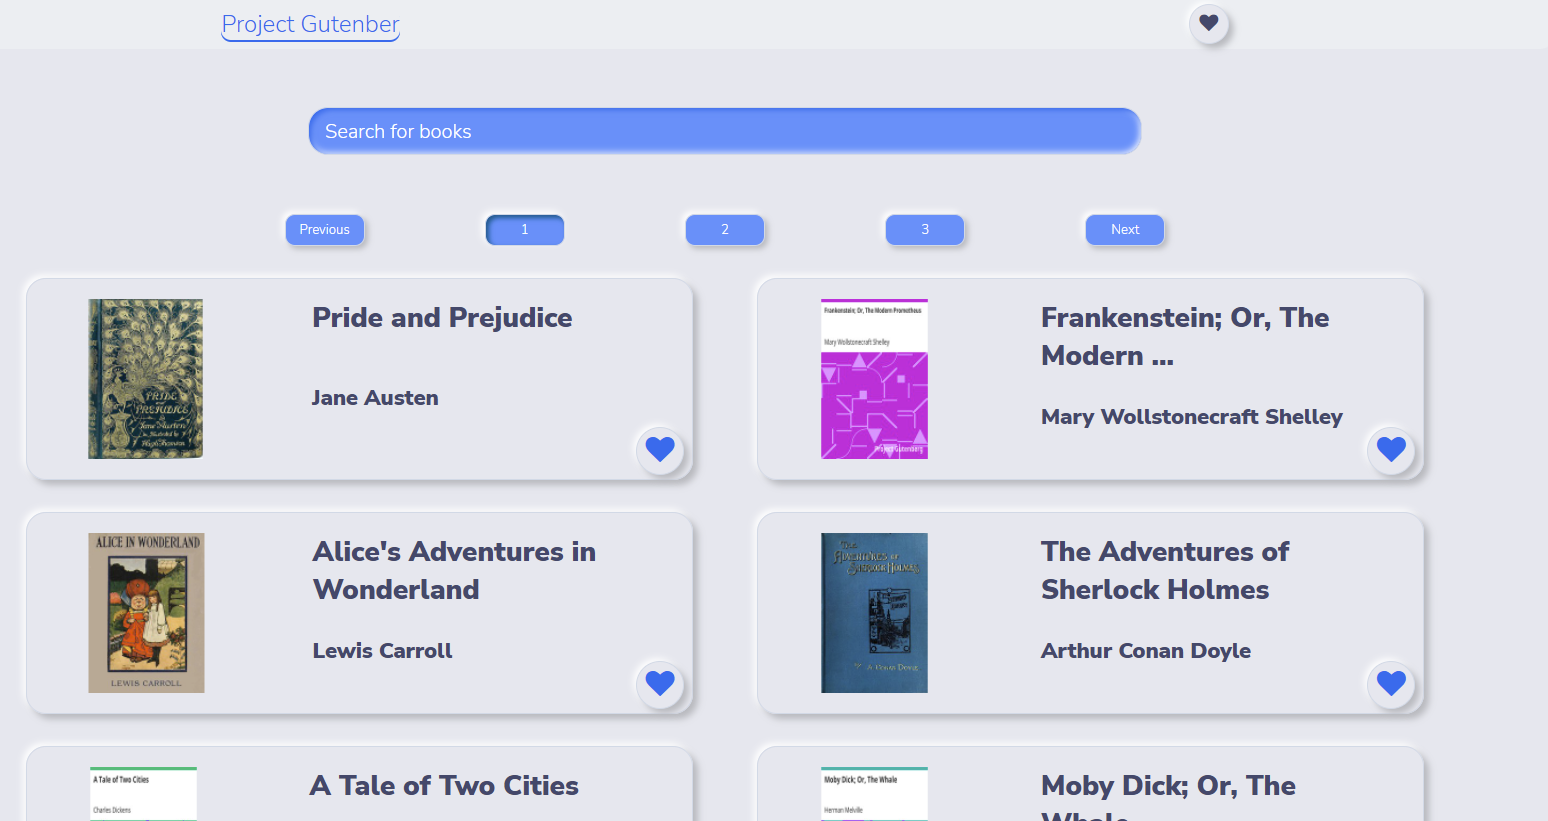 Project Gutenber
Search for books
Previous
1
2
3
Next
Pride and Prejudice
Jane Austen
PRIDE
PREJUDICE
Jane Austen
Hugh Thomson
Frankenstein; Or, The
Modern ...
Mary Wollstonecraft Shelley
Frankenstein; Or, The Modern Prometheus
Mary Wollstonecraft Shelley
Project Gutenberg
Alice's Adventures in
Wonderland
Lewis Carroll
ALICE IN WONDERLAND
LEWIS CARROLL
The Adventures of
Sherlock Holmes
Arthur Conan Doyle
The
ADVENTURES OF
SHERLOCK HOLMES
A. CONAN DOYLE
A Tale of Two Cities
A Tale of Two Cities
Charles Dickens
Moby Dick; Or, The
Whale
Moby Dick; Or, The Whale
Herman Melville